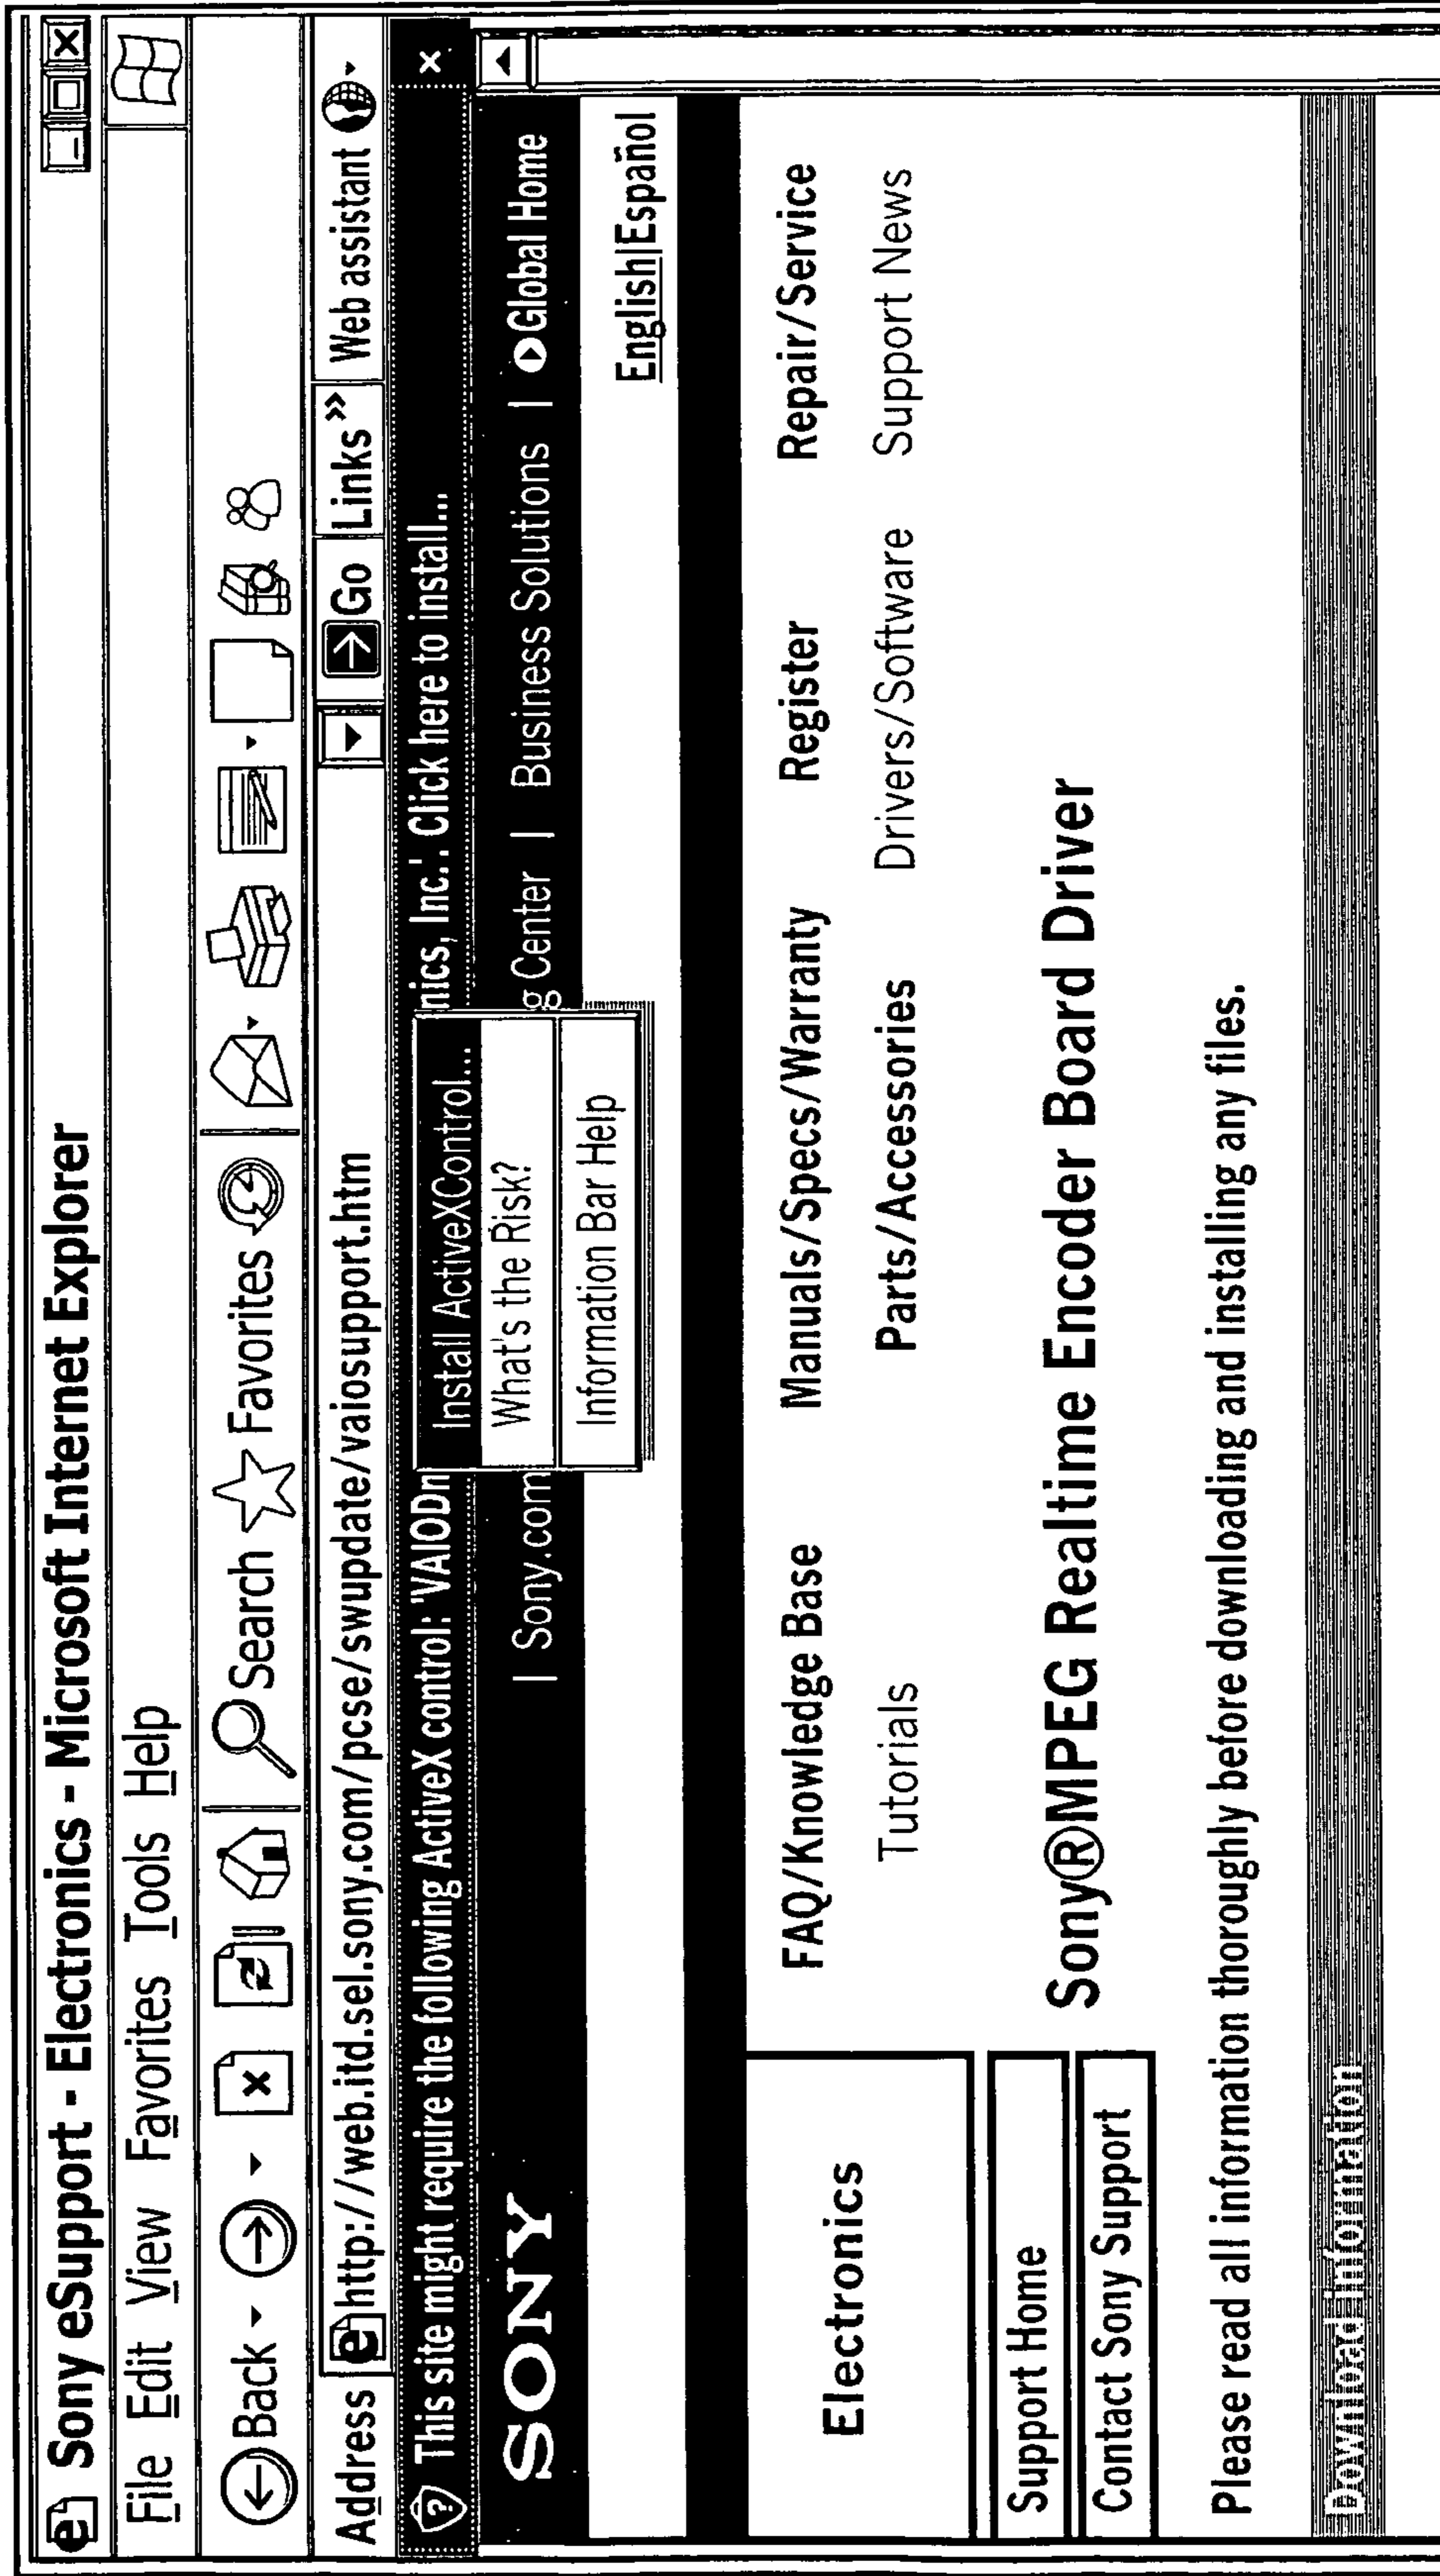 Sony eSupport - Electronics - Microsoft Internet Explorer
File Edit View Favorites Tools Help
Back Search Favorites
Address http://web.itd.sel.sony.com/pcse/swupdate/vaiosupport.htm Go Links » Web assistant
This site might require the following ActiveX control: 'VAIODn nics, Inc.'. Click here to install...
Install ActiveXControl...
What's the Risk?
Information Bar Help
SONY | Sony.com g Center | Business Solutions | Global Home
English|Español
Electronics
FAQ/Knowledge Base Manuals/Specs/Warranty Register Repair/Service
Tutorials Parts/Accessories Drivers/Software Support News
Support Home
Contact Sony Support
Sony®MPEG Realtime Encoder Board Driver
Please read all information thoroughly before downloading and installing any files.
Download Information